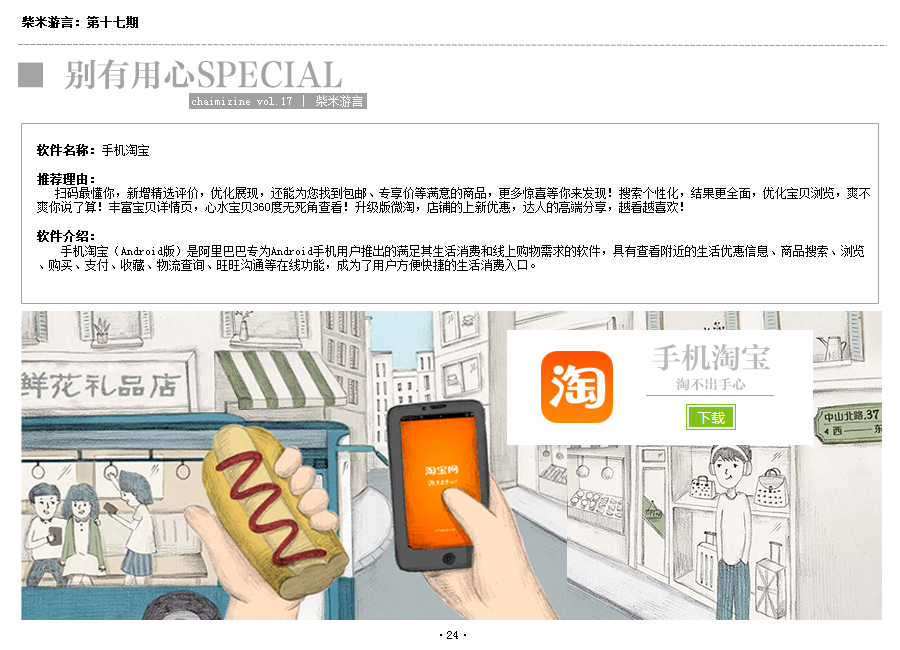 柴米游言：第十七期
别有用心SPECIAL
chaimizine vol.17 | 柴米游言
软件名称：手机淘宝
推荐理由：
扫码最懂你，新增精选评价，优化展现，还能为您找到包邮、专享价等满意的商品，更多惊喜等你来发现！搜索个性化，结果更全面，优化宝贝浏览，爽不
爽你说了算！丰富宝贝详情页，心水宝贝360度无死角查看！升级版微淘，店铺的上新优惠，达人的高端分享，越看越喜欢！
软件介绍：
手机淘宝（Android版）是阿里巴巴专为Android手机用户推出的满足其生活消费和线上购物需求的软件，具有查看附近的生活优惠信息、商品搜索、浏览
、购买、支付、收藏、物流查询、旺旺沟通等在线功能，成为了用户方便快捷的生活消费入口。
淘
手机淘宝
淘不出手心
下载
鲜花礼品店
中山北路.37
西 — 东
淘宝网
·24·